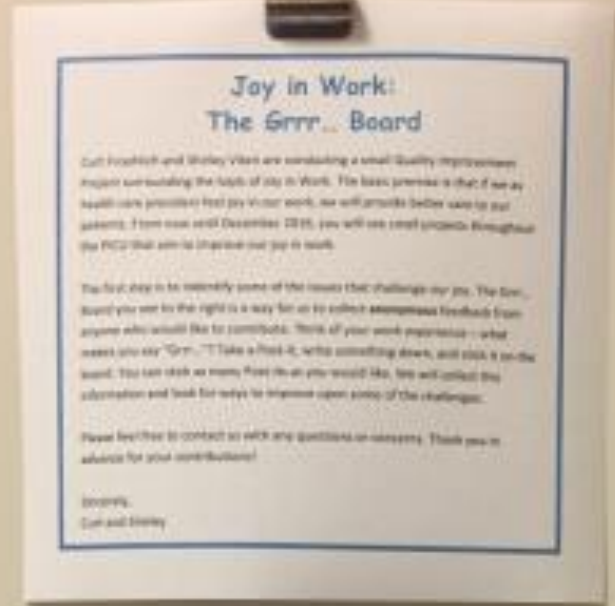 Joy in Work:
The Grrr... Board
Curt Froehlich and Shirley Viteri are conducting a small Quality Improvement
Project surrounding the topic of Joy in Work. The basic premise is that if we as
health care providers feel joy in our work, we will provide better care to our
patients. From now until December 2016, you will see small projects throughout
the PICU that aim to improve our joy in work.
The first step is to indentify some of the issues that challenge our joy. The Grrr...
Board you see to the right is a way for us to collect anonymous feedback from
anyone who would like to contribute. Think of your work experience – what
makes you say "Grrr..."? Take a Post-it, write something down, and stick it on the
board. You can stick as many Post-its as you would like. We will collect this
information and look for ways to improve upon some of the challenges.
Please feel free to contact us with any questions or concerns. Thank you in
advance for your contributions!
Sincerely,
Curt and Shirley